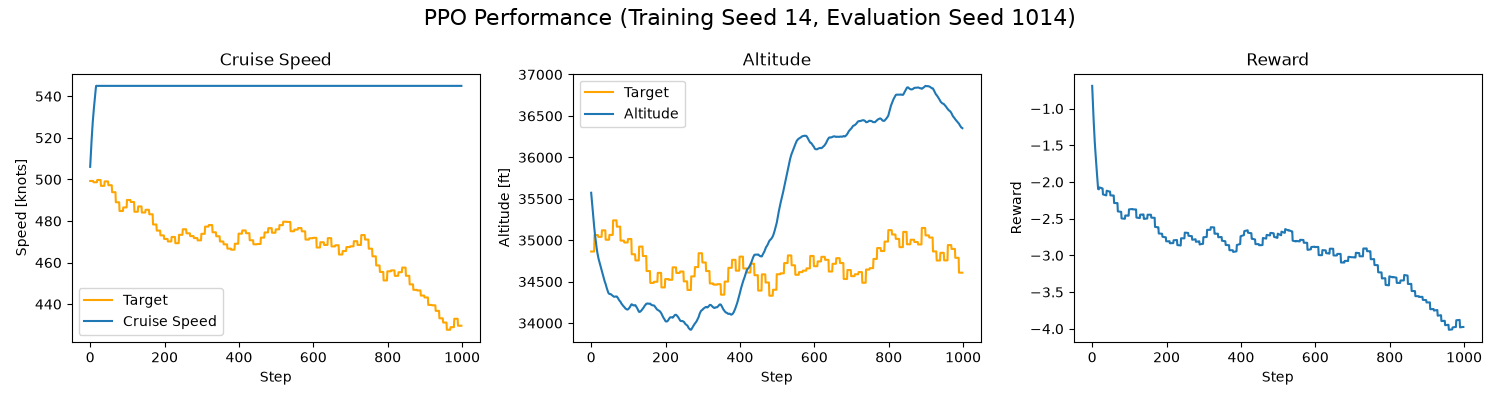 PPO Performance (Training Seed 14, Evaluation Seed 1014)
Cruise Speed
Speed [knots]
540
520
500
480
460
440
Target
Cruise Speed
0 200 400 600 800 1000
Step
Altitude
Altitude [ft]
37000
36500
36000
35500
35000
34500
34000
Target
Altitude
0 200 400 600 800 1000
Step
Reward
Reward
−1.0
−1.5
−2.0
−2.5
−3.0
−3.5
−4.0
0 200 400 600 800 1000
Step